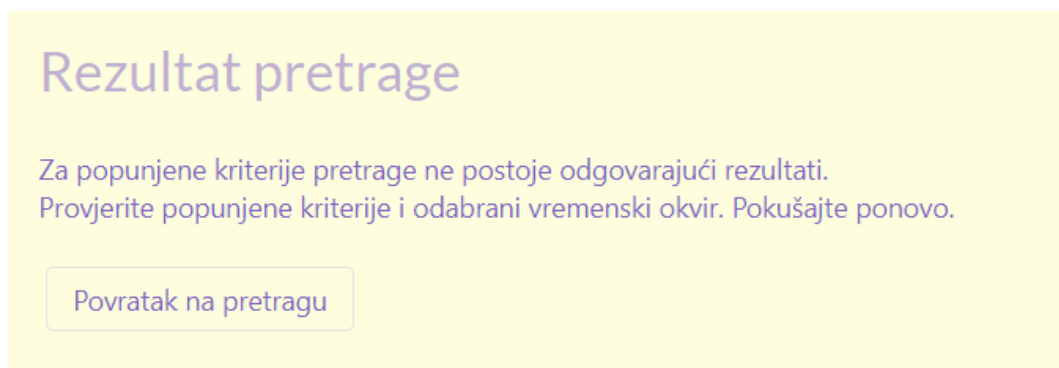 Rezultat pretrage
Za popunjene kriterije pretrage ne postoje odgovarajući rezultati.
Provjerite popunjene kriterije i odabrani vremenski okvir. Pokušajte ponovo.
Povratak na pretragu